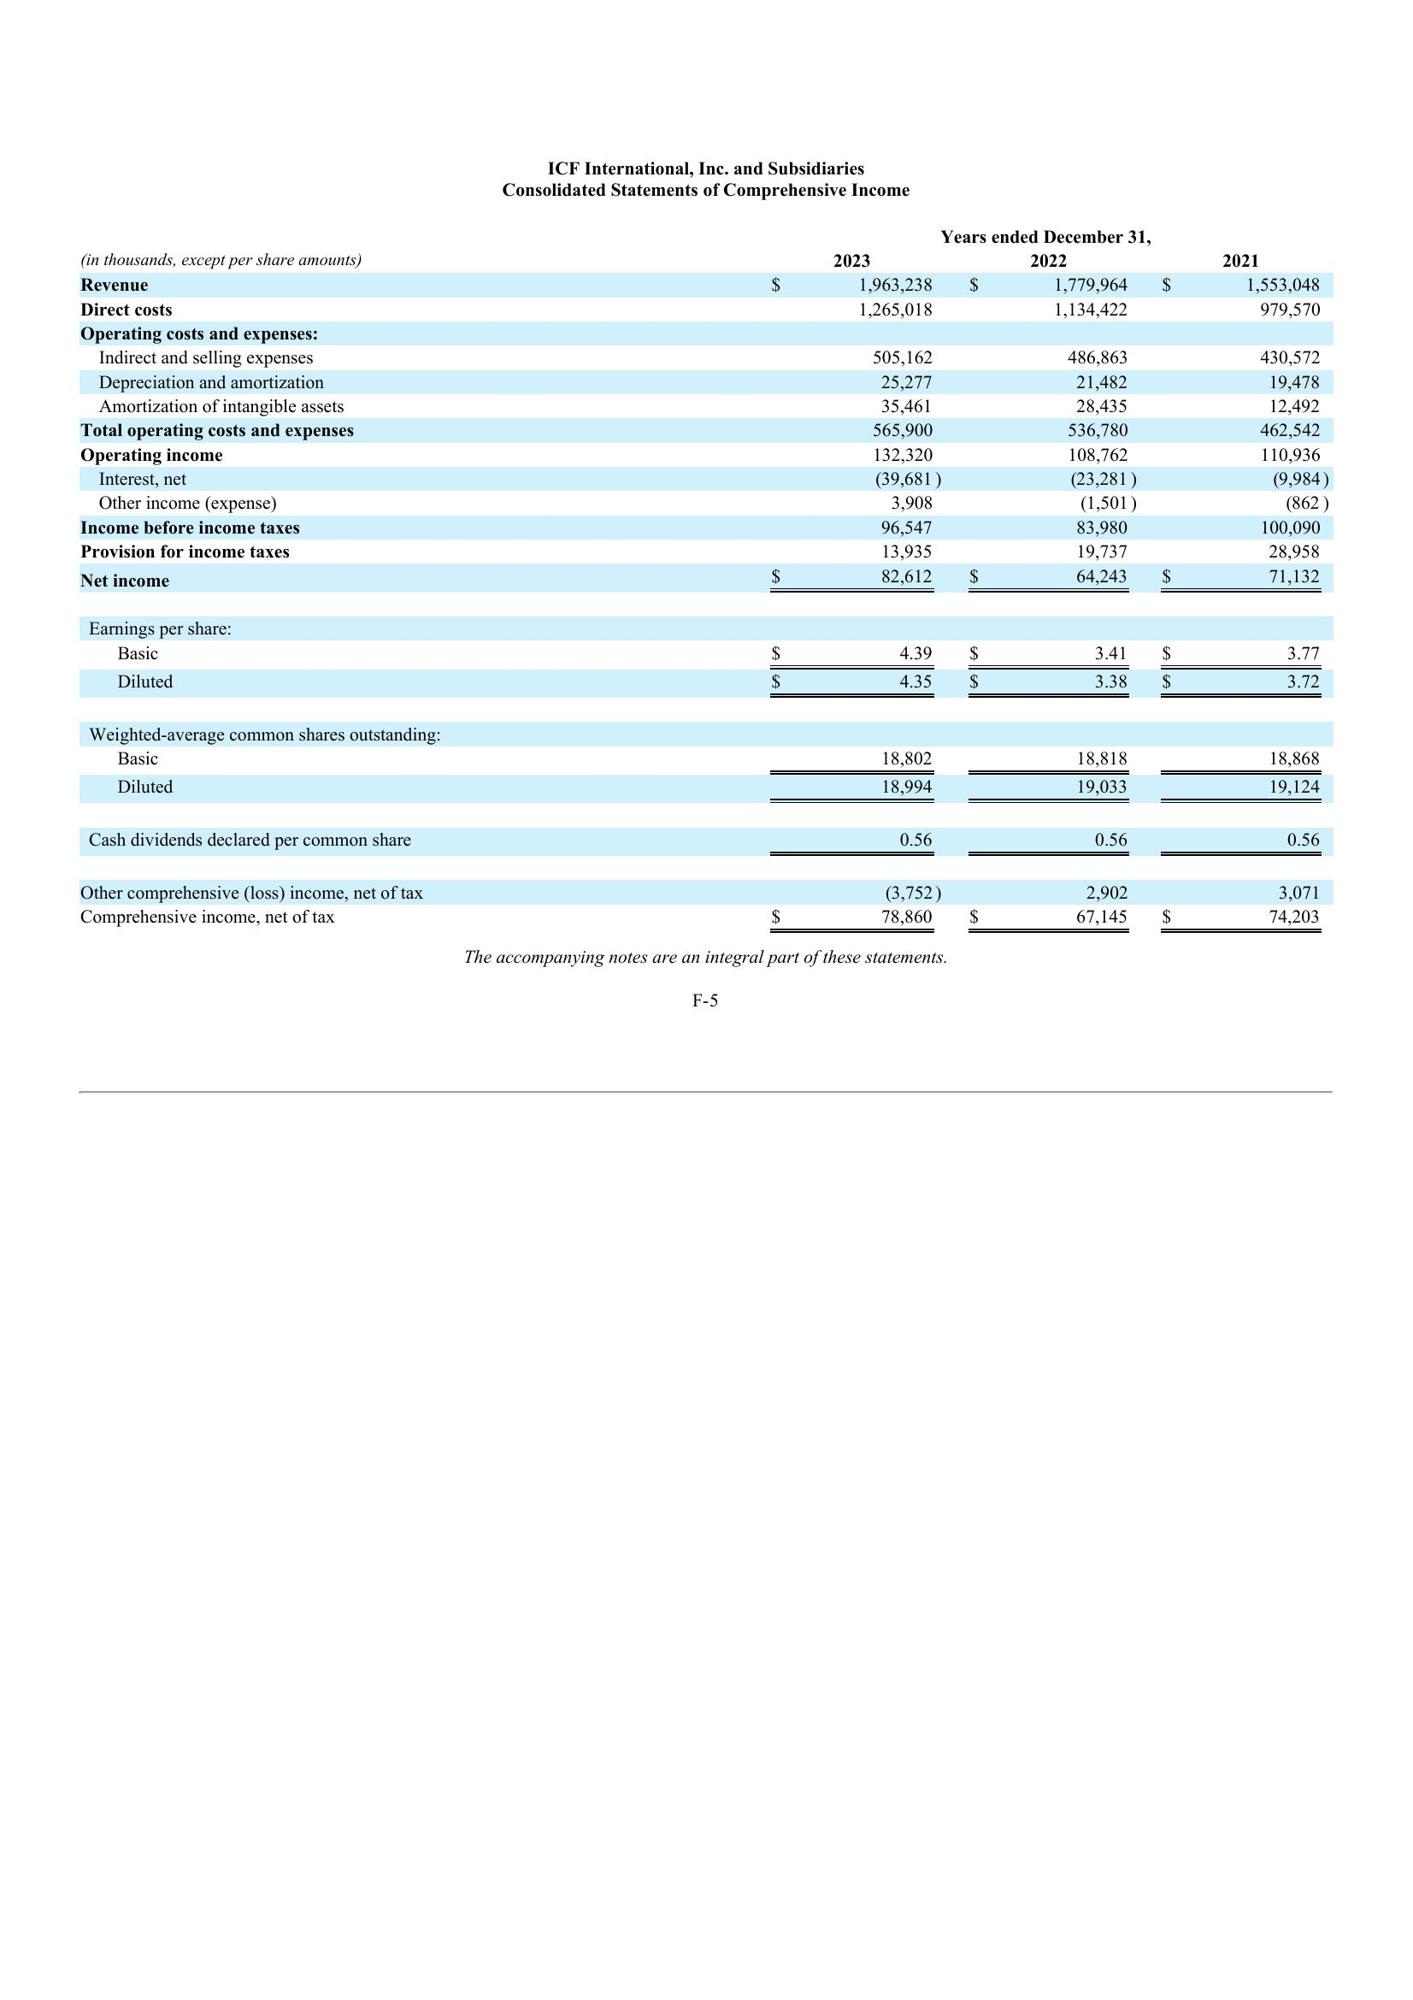 ICF International, Inc. and Subsidiaries
Consolidated Statements of Comprehensive Income
Years ended December 31,
(in thousands, except per share amounts) 2023 2022 2021
Revenue $ 1,963,238 $ 1,779,964 $ 1,553,048
Direct costs 1,265,018 1,134,422 979,570
Operating costs and expenses:
Indirect and selling expenses 505,162 486,863 430,572
Depreciation and amortization 25,277 21,482 19,478
Amortization of intangible assets 35,461 28,435 12,492
Total operating costs and expenses 565,900 536,780 462,542
Operating income 132,320 108,762 110,936
Interest, net (39,681 ) (23,281 ) (9,984 )
Other income (expense) 3,908 (1,501 ) (862 )
Income before income taxes 96,547 83,980 100,090
Provision for income taxes 13,935 19,737 28,958
Net income $ 82,612 $ 64,243 $ 71,132
Earnings per share:
Basic $ 4.39 $ 3.41 $ 3.77
Diluted $ 4.35 $ 3.38 $ 3.72
Weighted-average common shares outstanding:
Basic 18,802 18,818 18,868
Diluted 18,994 19,033 19,124
Cash dividends declared per common share 0.56 0.56 0.56
Other comprehensive (loss) income, net of tax (3,752 ) 2,902 3,071
Comprehensive income, net of tax $ 78,860 $ 67,145 $ 74,203
The accompanying notes are an integral part of these statements.
F-5